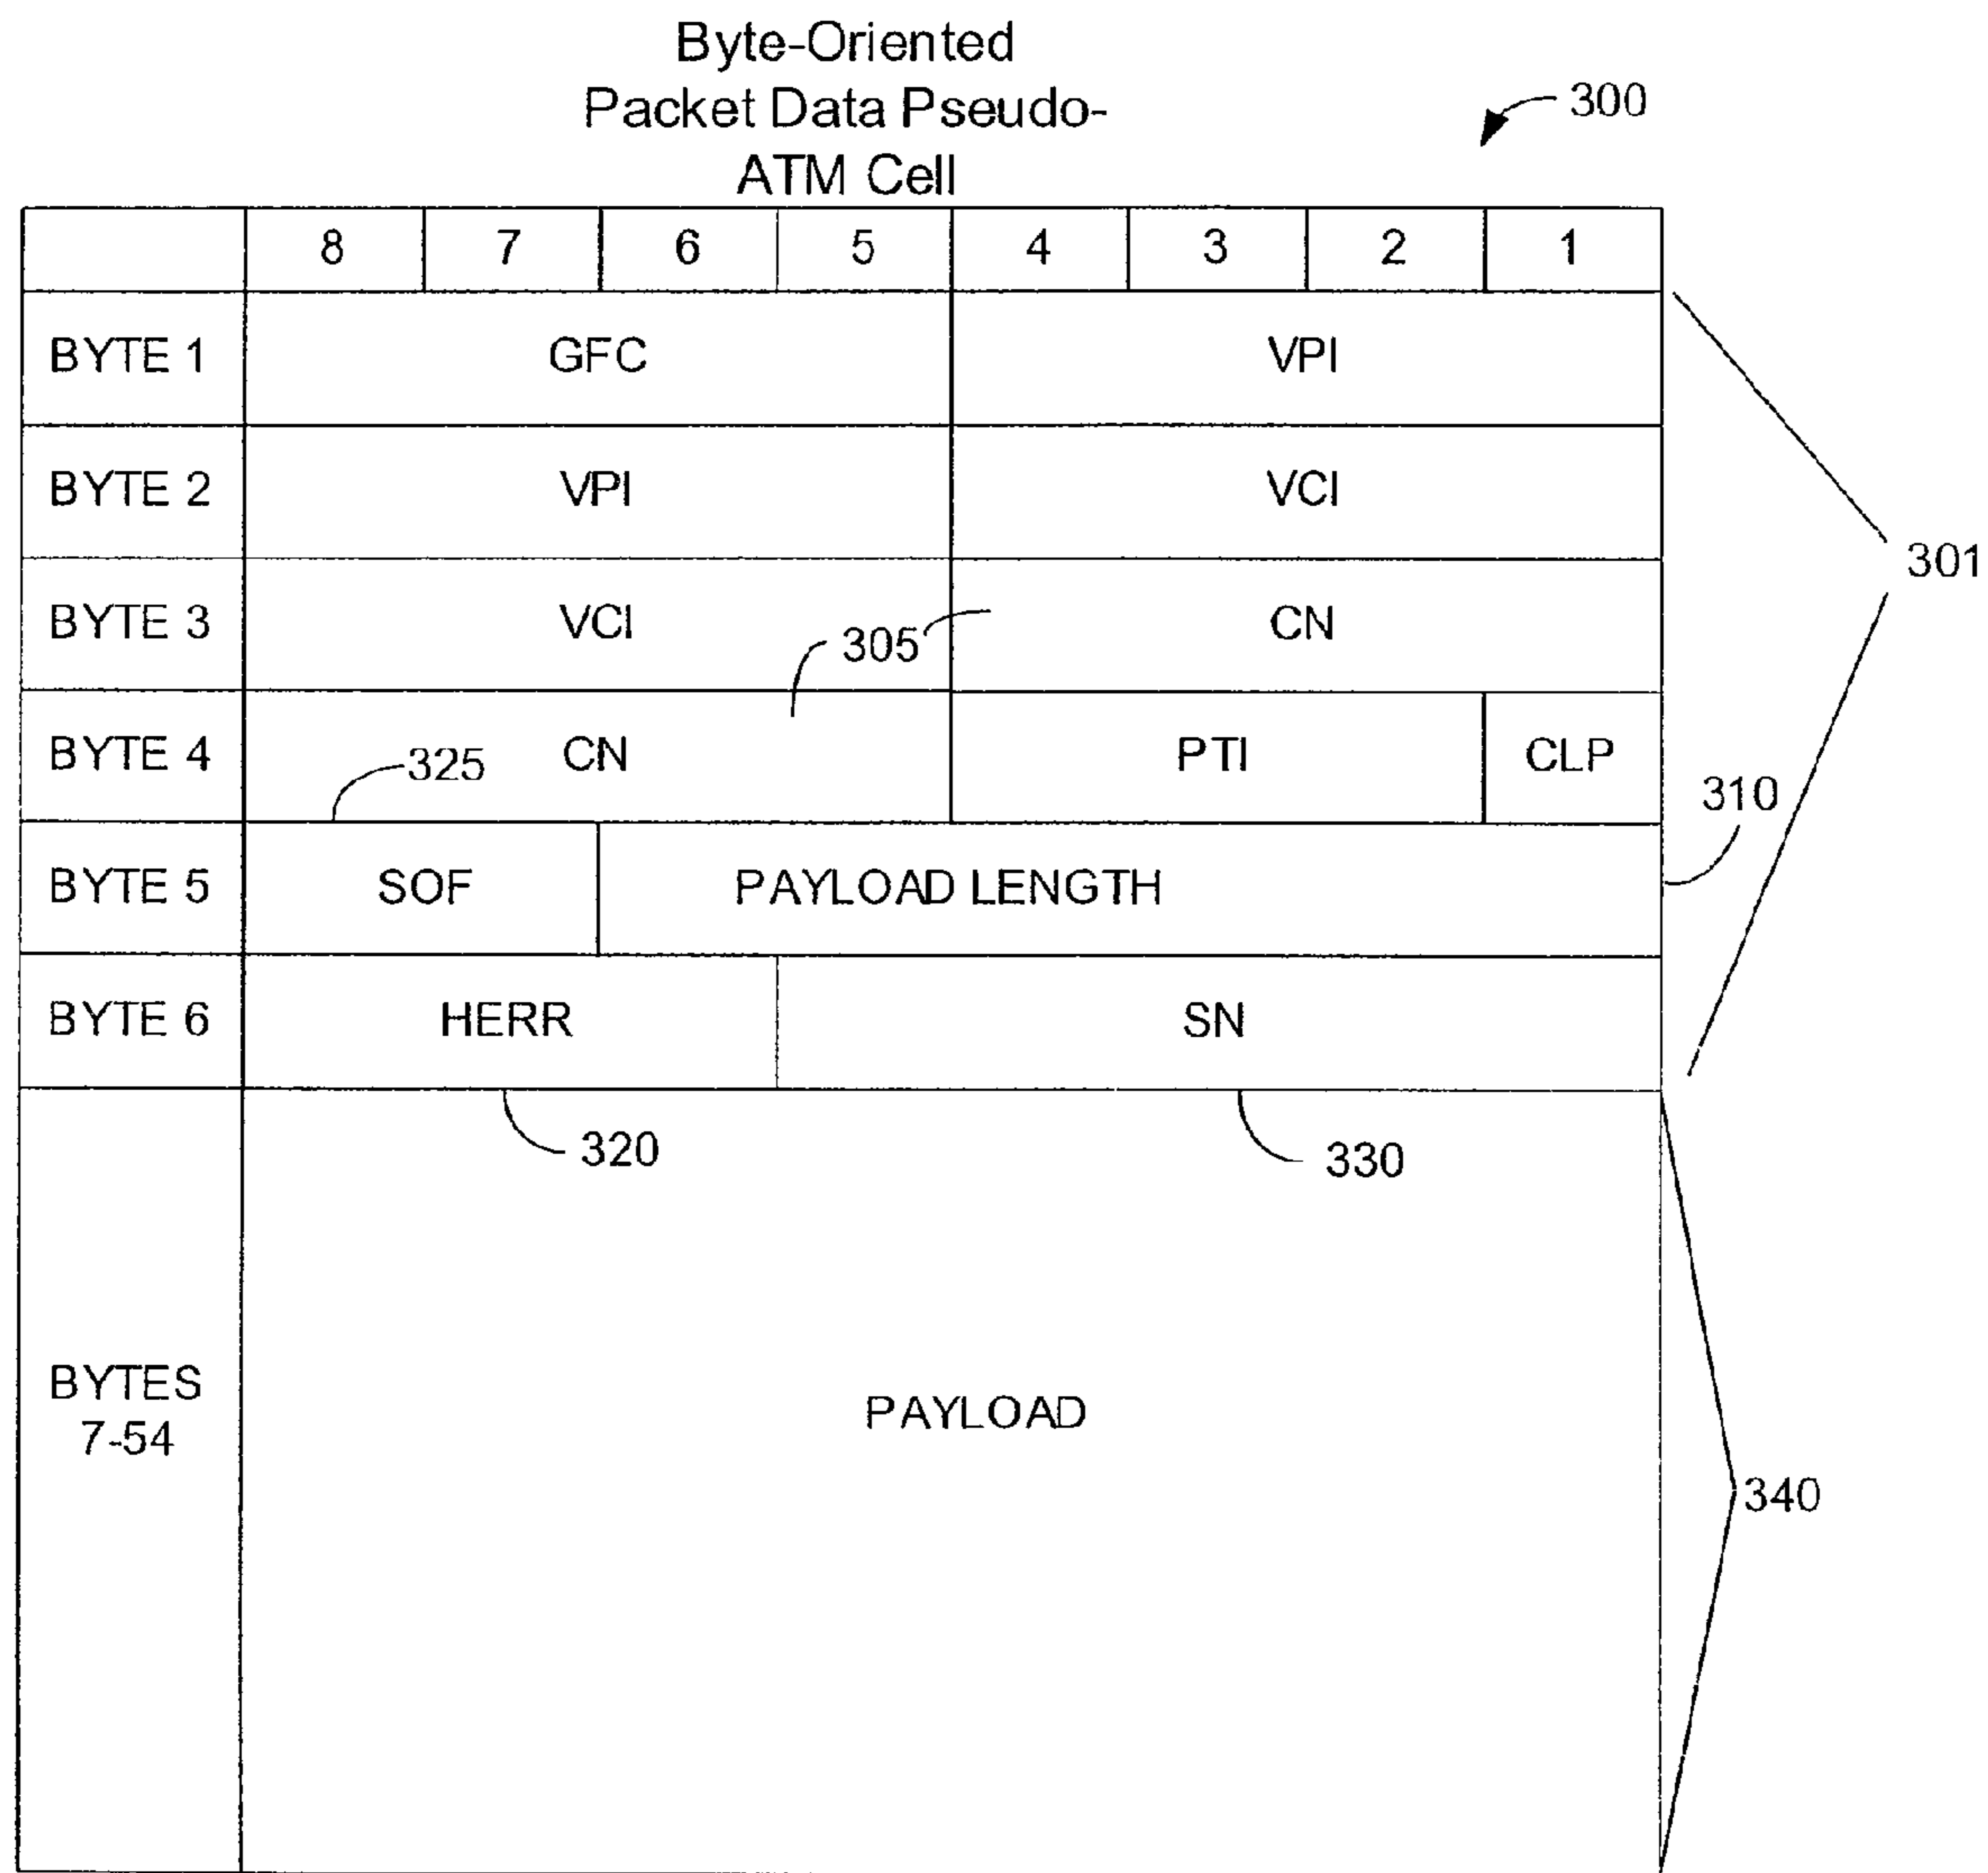 Byte-Oriented
Packet Data Pseudo-
ATM Cell
300
8 7 6 5 4 3 2 1
BYTE 1 GFC VPI
BYTE 2 VPI VCI
301
BYTE 3 VCI 305 CN
BYTE 4 325 CN PTI CLP
310
BYTE 5 SOF PAYLOAD LENGTH
BYTE 6 HERR SN
320 330
BYTES
7-54
PAYLOAD
340